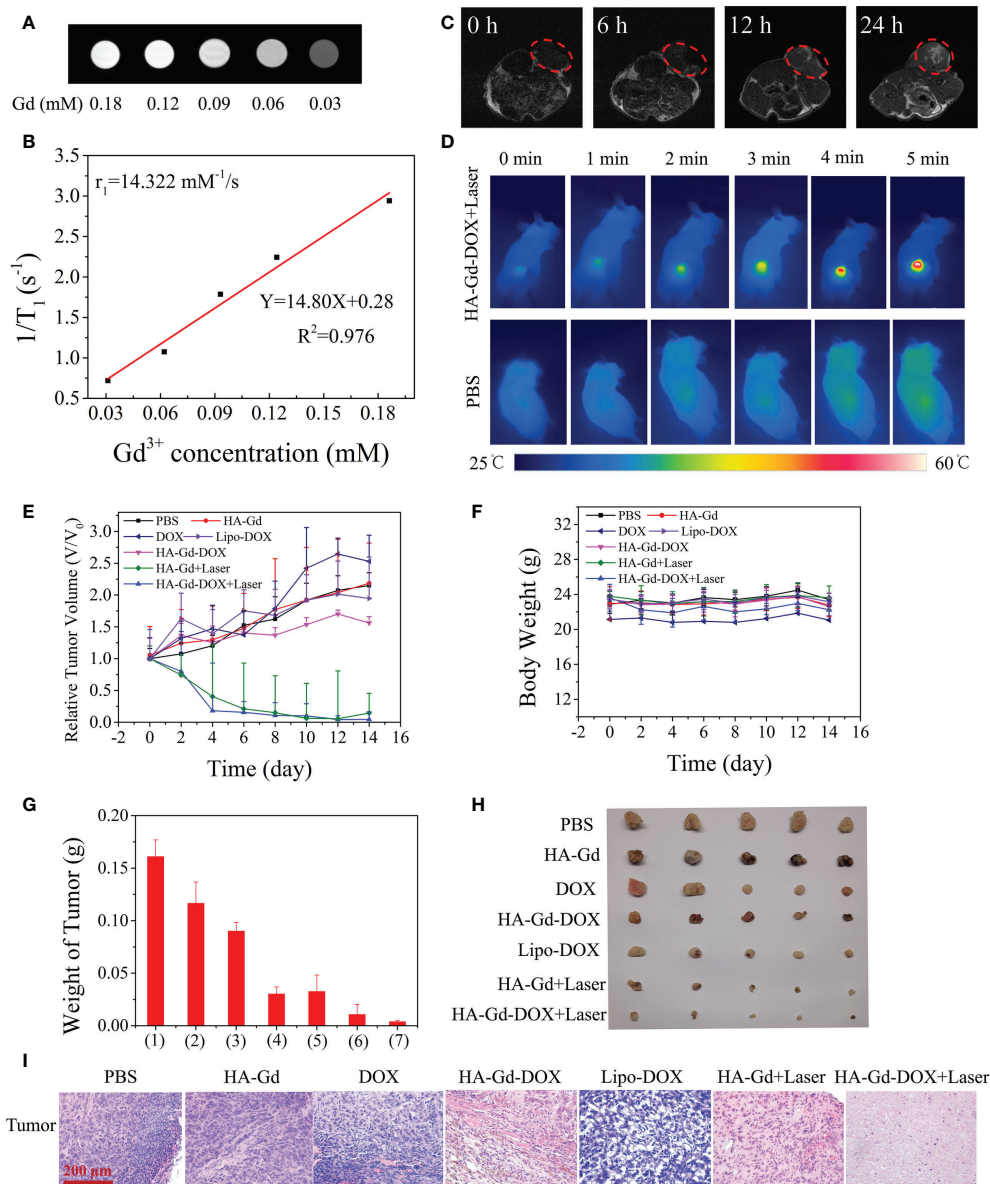 A
Gd (mM) 0.18 0.12 0.09 0.06 0.03
B
r₁=14.322 mM⁻¹/s
Y=14.80X+0.28
R²=0.976
1/T₁ (s⁻¹)
3.5
3.0
2.5
2.0
1.5
1.0
0.5
0.03 0.06 0.09 0.12 0.15 0.18
Gd³⁺ concentration (mM)
C
0 h 6 h 12 h 24 h
D
0 min 1 min 2 min 3 min 4 min 5 min
HA-Gd-DOX+Laser
PBS
25℃ 60℃
E
PBS HA-Gd
DOX Lipo-DOX
HA-Gd-DOX
HA-Gd+Laser
HA-Gd-DOX+Laser
Relative Tumor Volume (V/V₀)
3.0
2.5
2.0
1.5
1.0
0.5
0.0
-2 0 2 4 6 8 10 12 14 16
Time (day)
F
PBS HA-Gd
DOX Lipo-DOX
HA-Gd-DOX
HA-Gd+Laser
HA-Gd-DOX+Laser
Body Weight (g)
33
30
27
24
21
18
15
12
-2 0 2 4 6 8 10 12 14 16
Time (day)
G
Weight of Tumor (g)
0.20
0.15
0.10
0.05
0.00
(1) (2) (3) (4) (5) (6) (7)
H
PBS
HA-Gd
DOX
HA-Gd-DOX
Lipo-DOX
HA-Gd+Laser
HA-Gd-DOX+Laser
I
PBS HA-Gd DOX HA-Gd-DOX Lipo-DOX HA-Gd+Laser HA-Gd-DOX+Laser
Tumor
200 μm